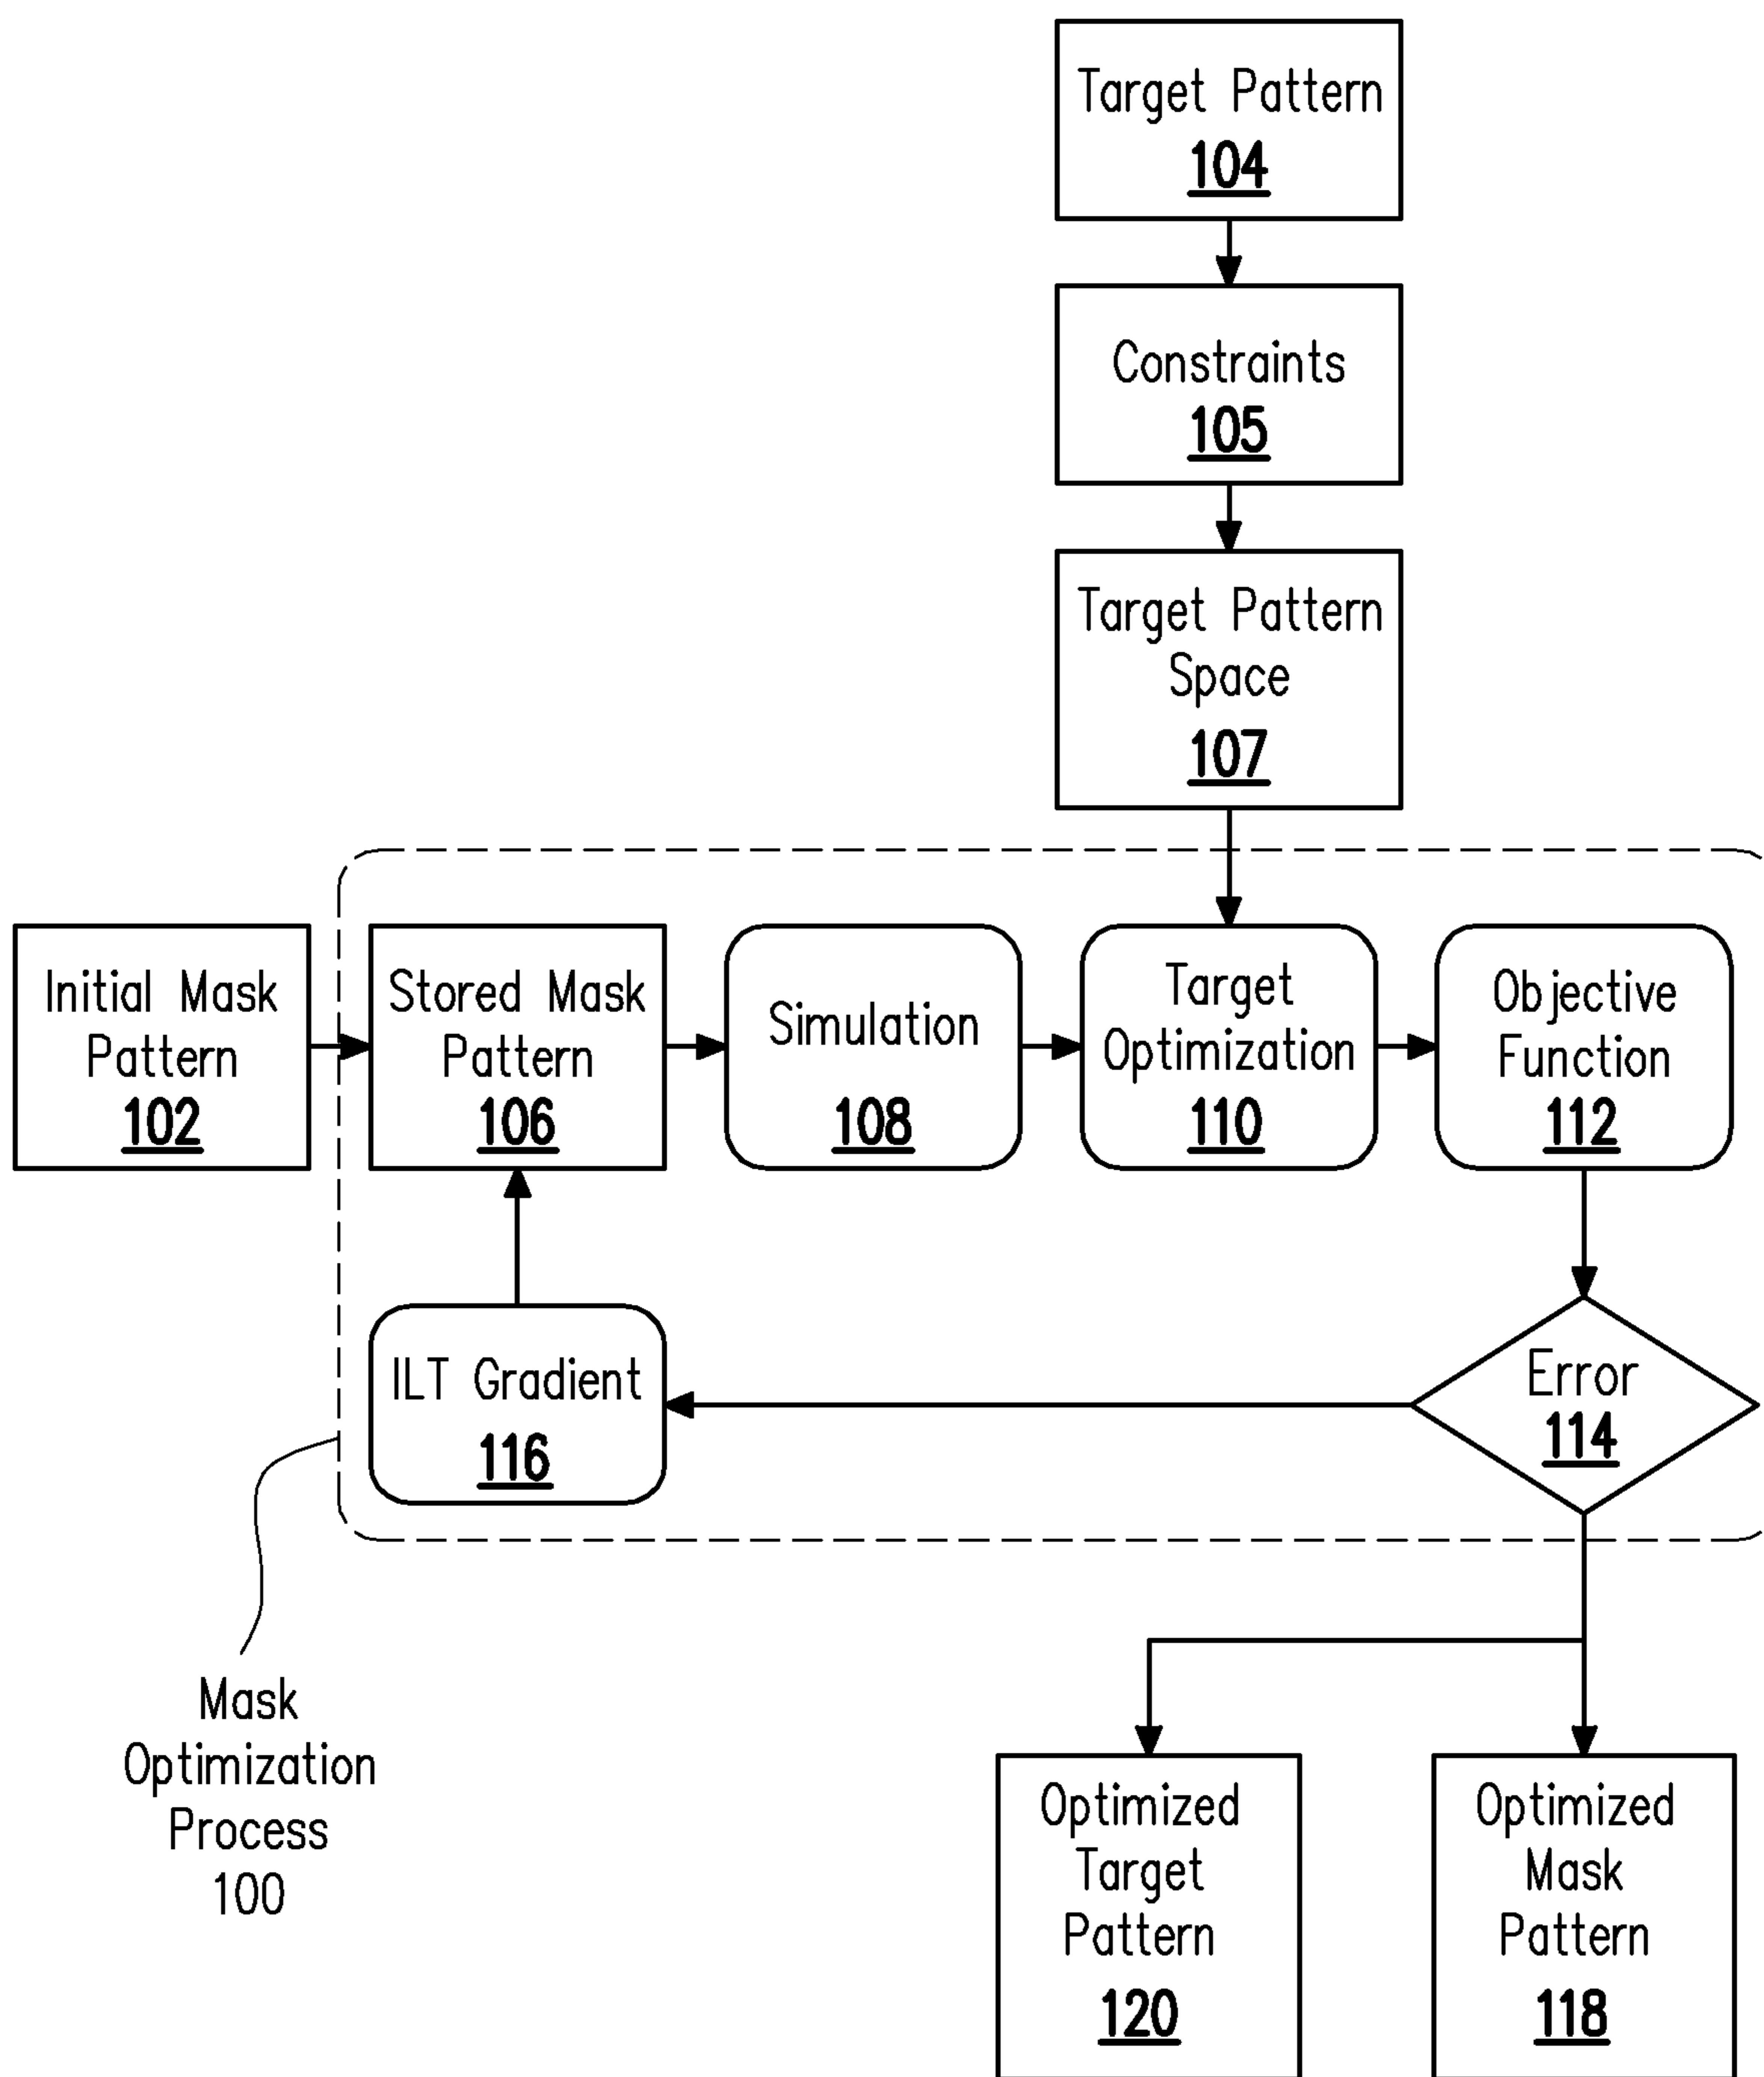 Target Pattern
104
Constraints
105
Target Pattern
Space
107
Initial Mask
Pattern
102
Stored Mask
Pattern
106
Simulation
108
Target
Optimization
110
Objective
Function
112
ILT Gradient
116
Error
114
Mask
Optimization
Process
100
Optimized
Target
Pattern
120
Optimized
Mask
Pattern
118